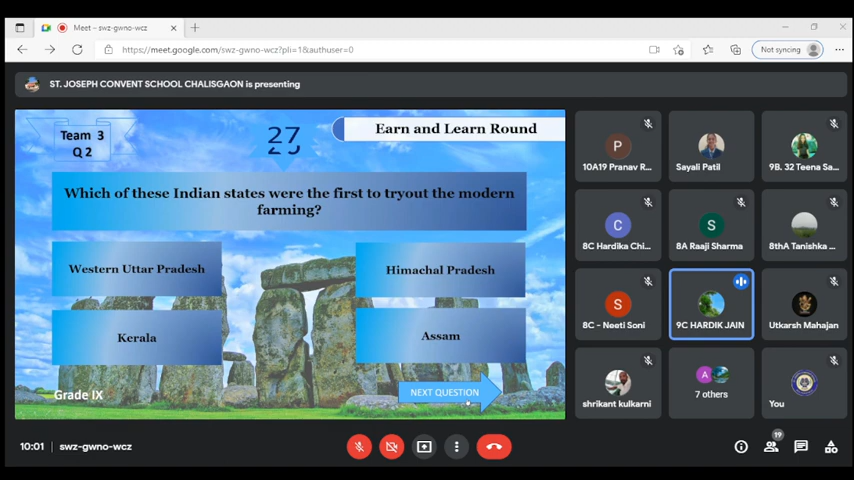 Meet – swz-gwno-wcz
https://meet.google.com/swz-gwno-wcz?pli=1&authuser=0
Not syncing
ST. JOSEPH CONVENT SCHOOL CHALISGAON is presenting
Team 3
Q 2
27
Earn and Learn Round
Which of these Indian states were the first to tryout the modern
farming?
Western Uttar Pradesh
Himachal Pradesh
Kerala
Assam
Grade IX
NEXT QUESTION
P
10A19 Pranav R...
Sayali Patil
9B. 32 Teena Sa...
C
8C Hardika Chi...
S
8A Raaji Sharma
8thA Tanishka ...
S
8C - Neeti Soni
9C HARDIK JAIN
Utkarsh Mahajan
shrikant kulkarni
A
7 others
You
10:01
swz-gwno-wcz
19